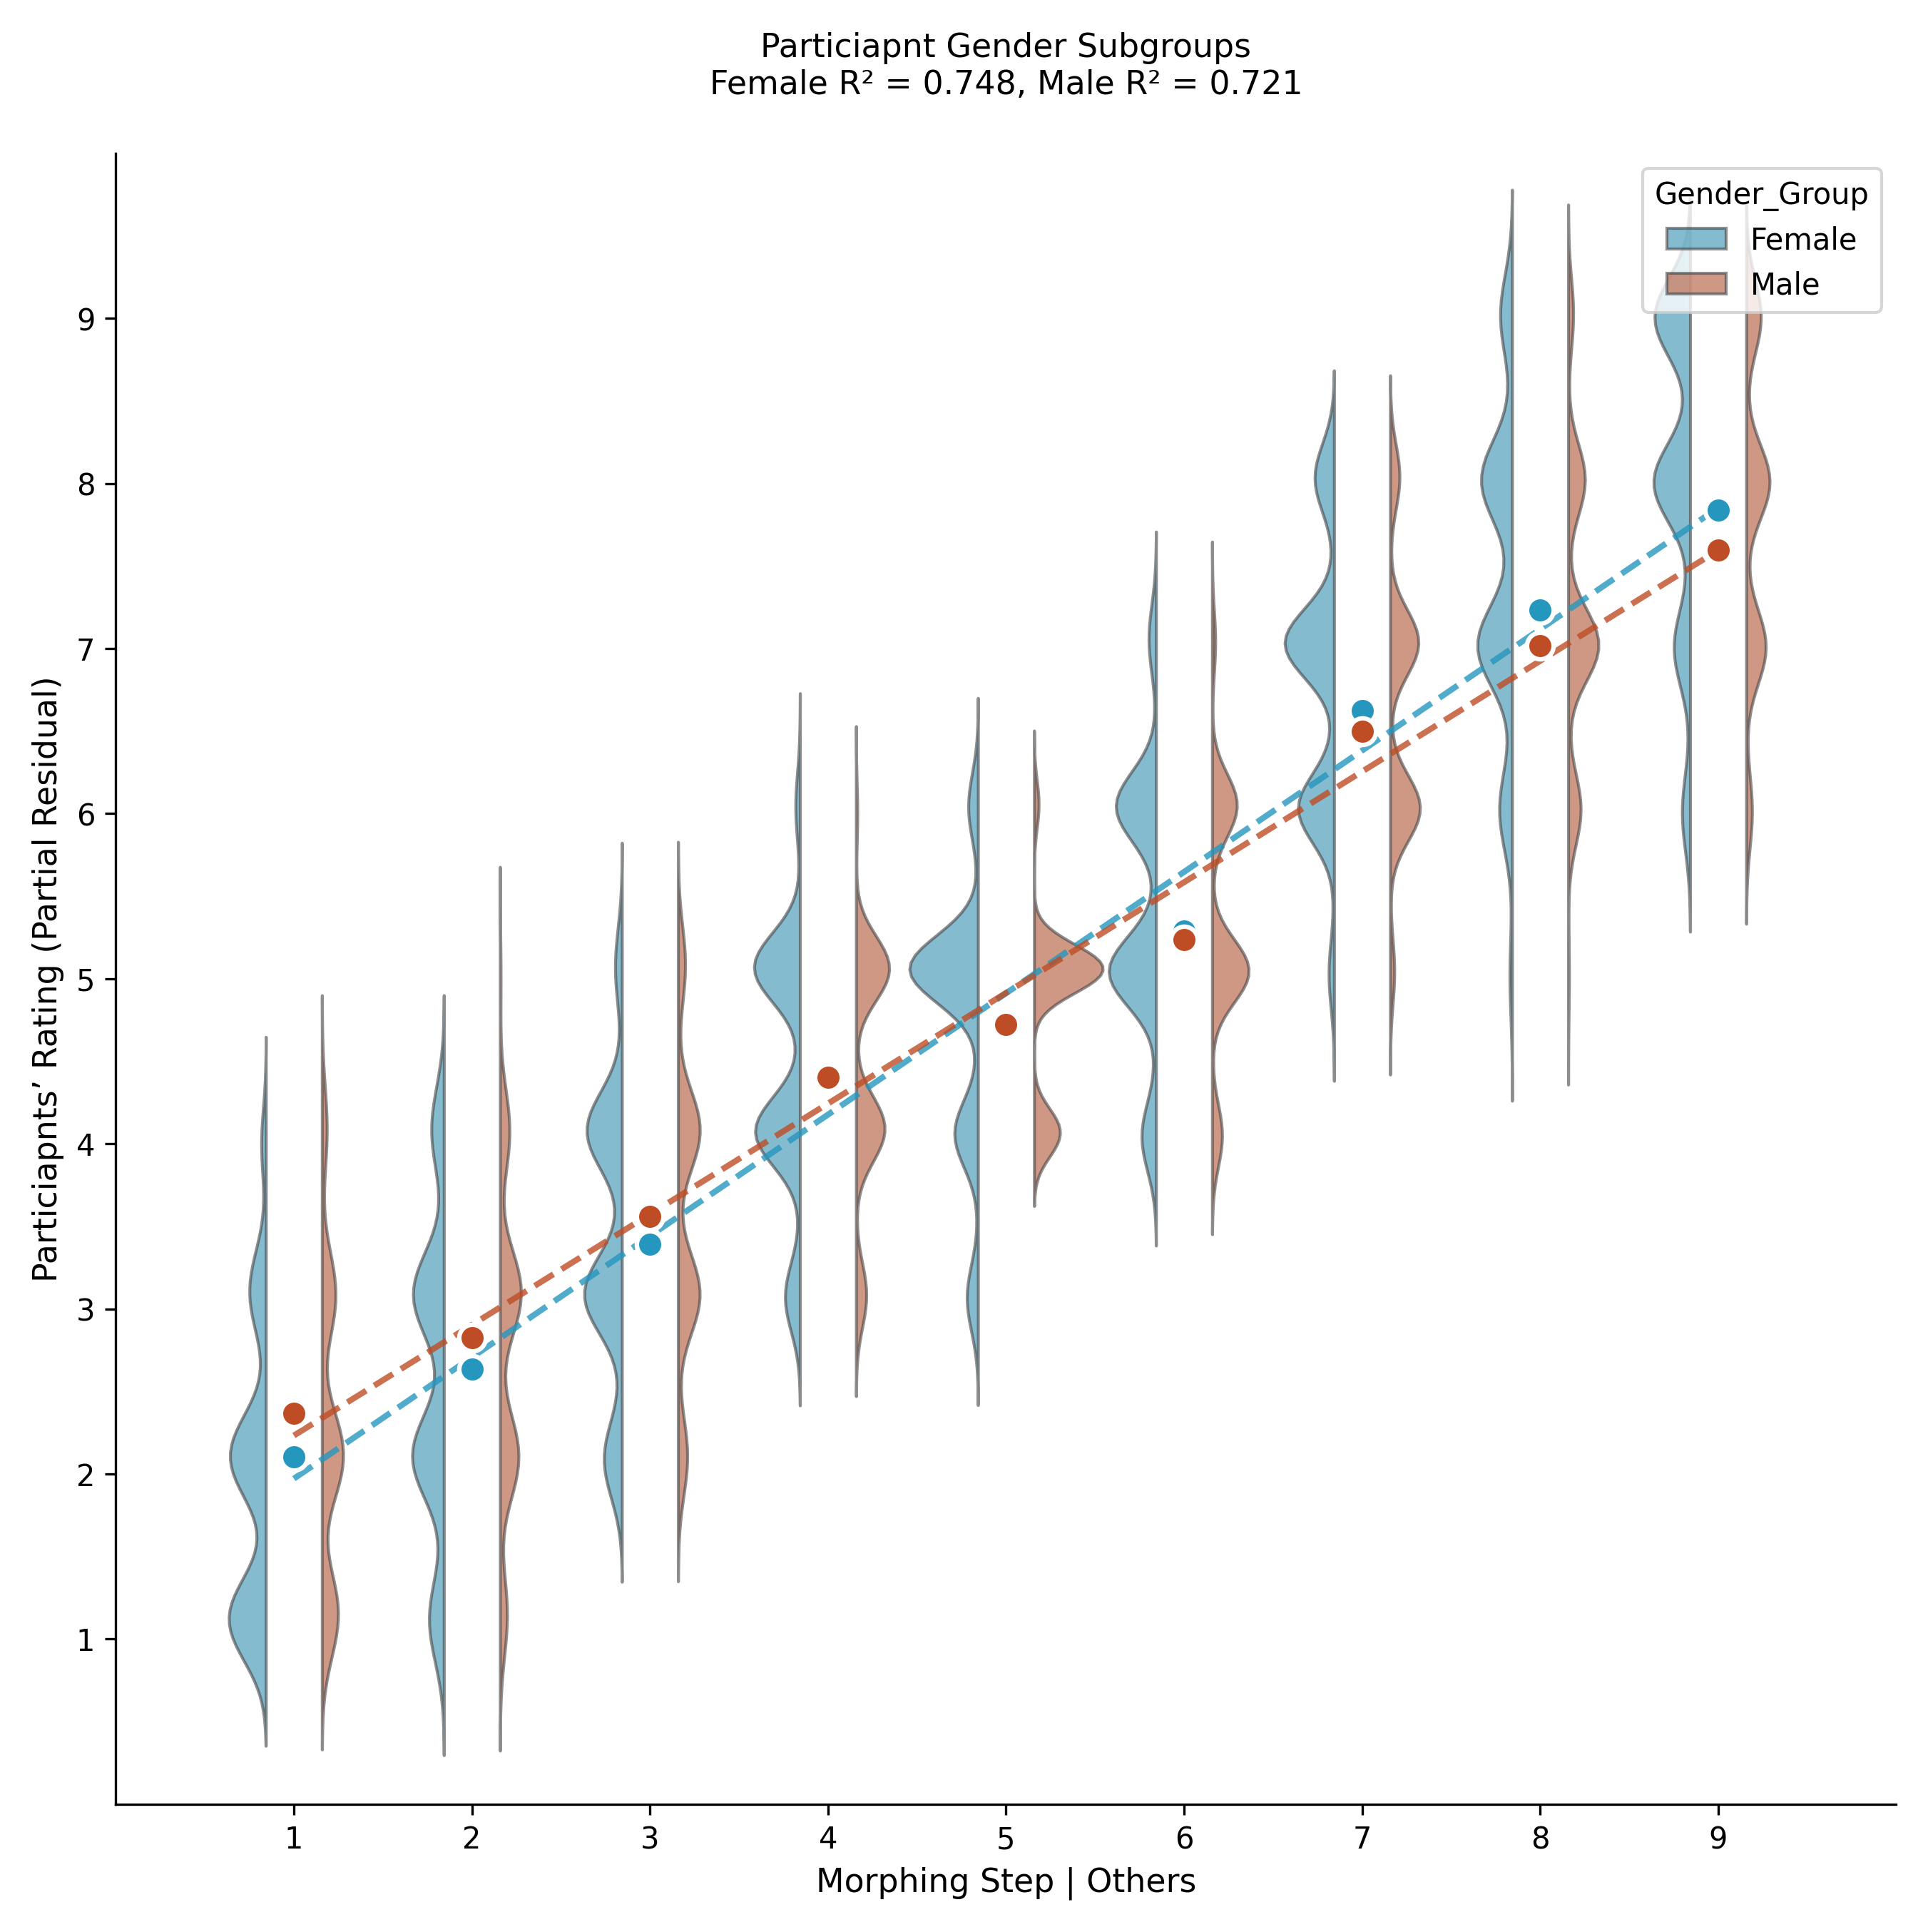 Particiapnt Gender Subgroups
Female R² = 0.748, Male R² = 0.721
Gender_Group
Female
Male
Particiapnts’ Rating (Partial Residual)
9
8
7
6
5
4
3
2
1
1 2 3 4 5 6 7 8 9
Morphing Step | Others